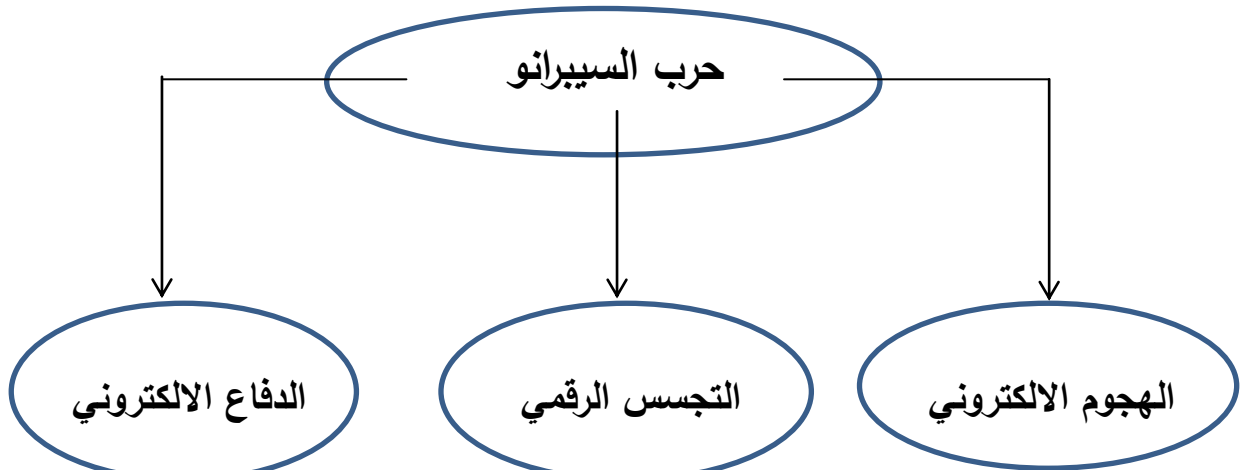 حرب السيبرانو
الهجوم الالكتروني
التجسس الرقمي
الدفاع الالكتروني